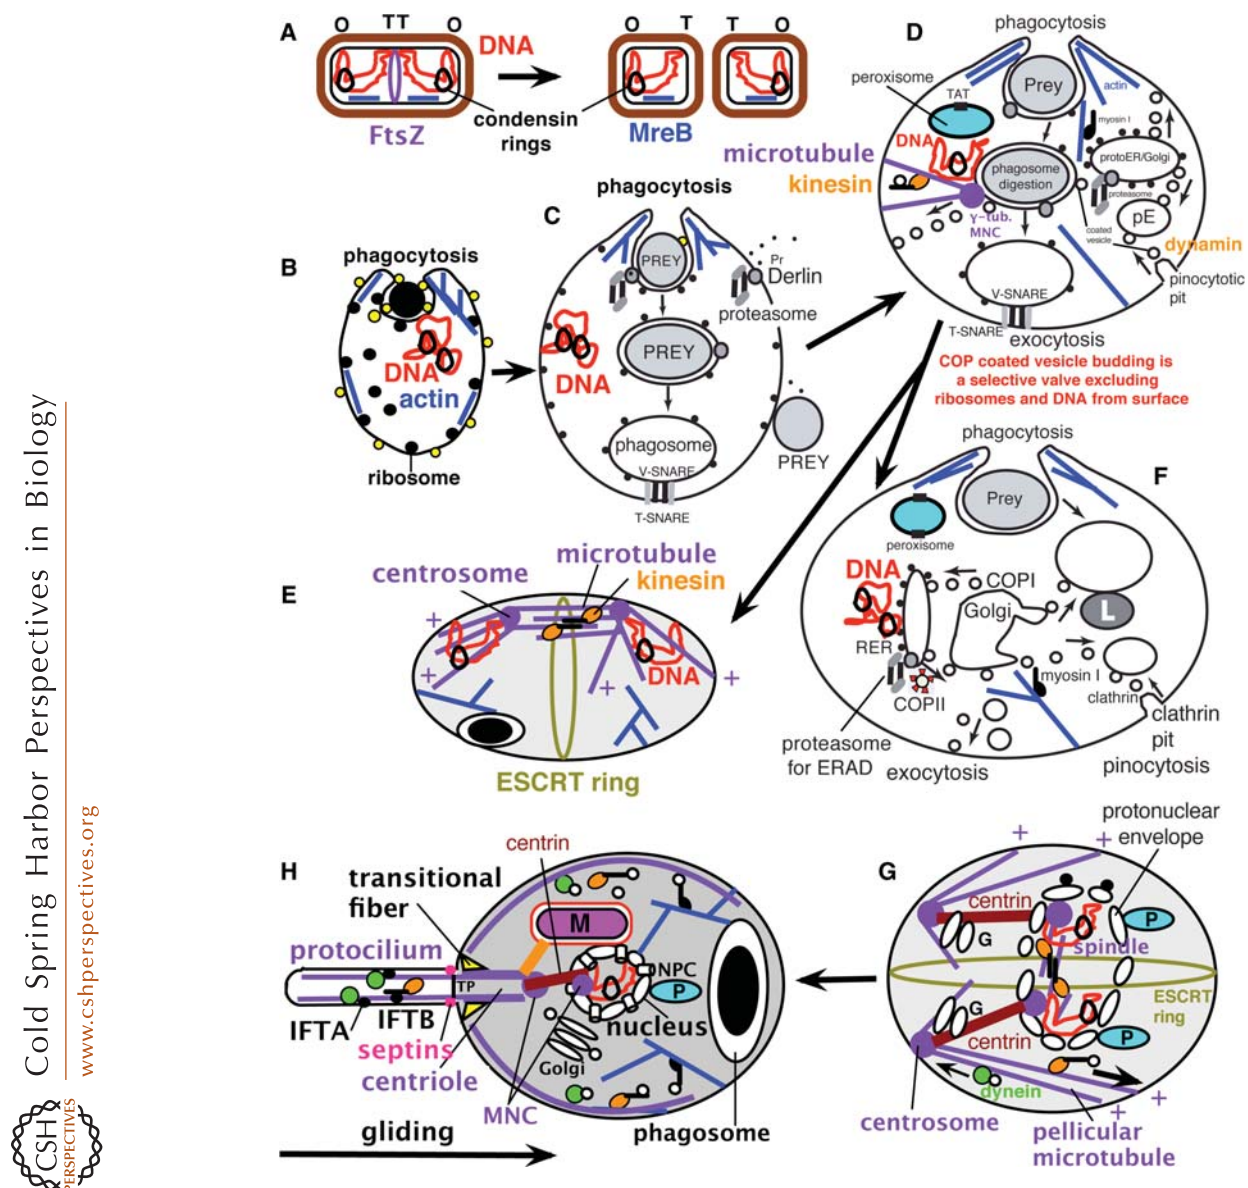 Cold Spring Harbor Perspectives in Biology
www.cshperspectives.org
CSH
PERSPECTIVES
A
O TT O
DNA
O T T O
FtsZ
condensin
rings
MreB
B
phagocytosis
DNA
actin
ribosome
C
phagocytosis
PREY
Pr
Derlin
proteasome
PREY
DNA
phagosome
V-SNARE
T-SNARE
PREY
D
phagocytosis
peroxisome
TAT
Prey
actin
myosin I
DNA
microtubule
kinesin
phagosome
digestion
protoER/Golgi
proteasome
pE
γ-tub.
MNC
coated
vesicle
dynamin
pinocytotic
pit
V-SNARE
T-SNARE
exocytosis
COP coated vesicle budding is
a selective valve excluding
ribosomes and DNA from surface
E
centrosome
microtubule
kinesin
+
+
+
+
DNA
ESCRT ring
F
phagocytosis
Prey
peroxisome
DNA
COPI
Golgi
L
RER
COPII
myosin I
clathrin
clathrin
pit
pinocytosis
proteasome
for ERAD
exocytosis
G
protonuclear
envelope
+
+
centrin
G
P
spindle
ESCRT
ring
G
centrin
P
dynein
+
+
centrosome
pellicular
microtubule
H
centrin
transitional
fiber
M
protocilium
TP
NPC
P
IFTA
IFTB
nucleus
septins
Golgi
centriole
MNC
gliding
phagosome